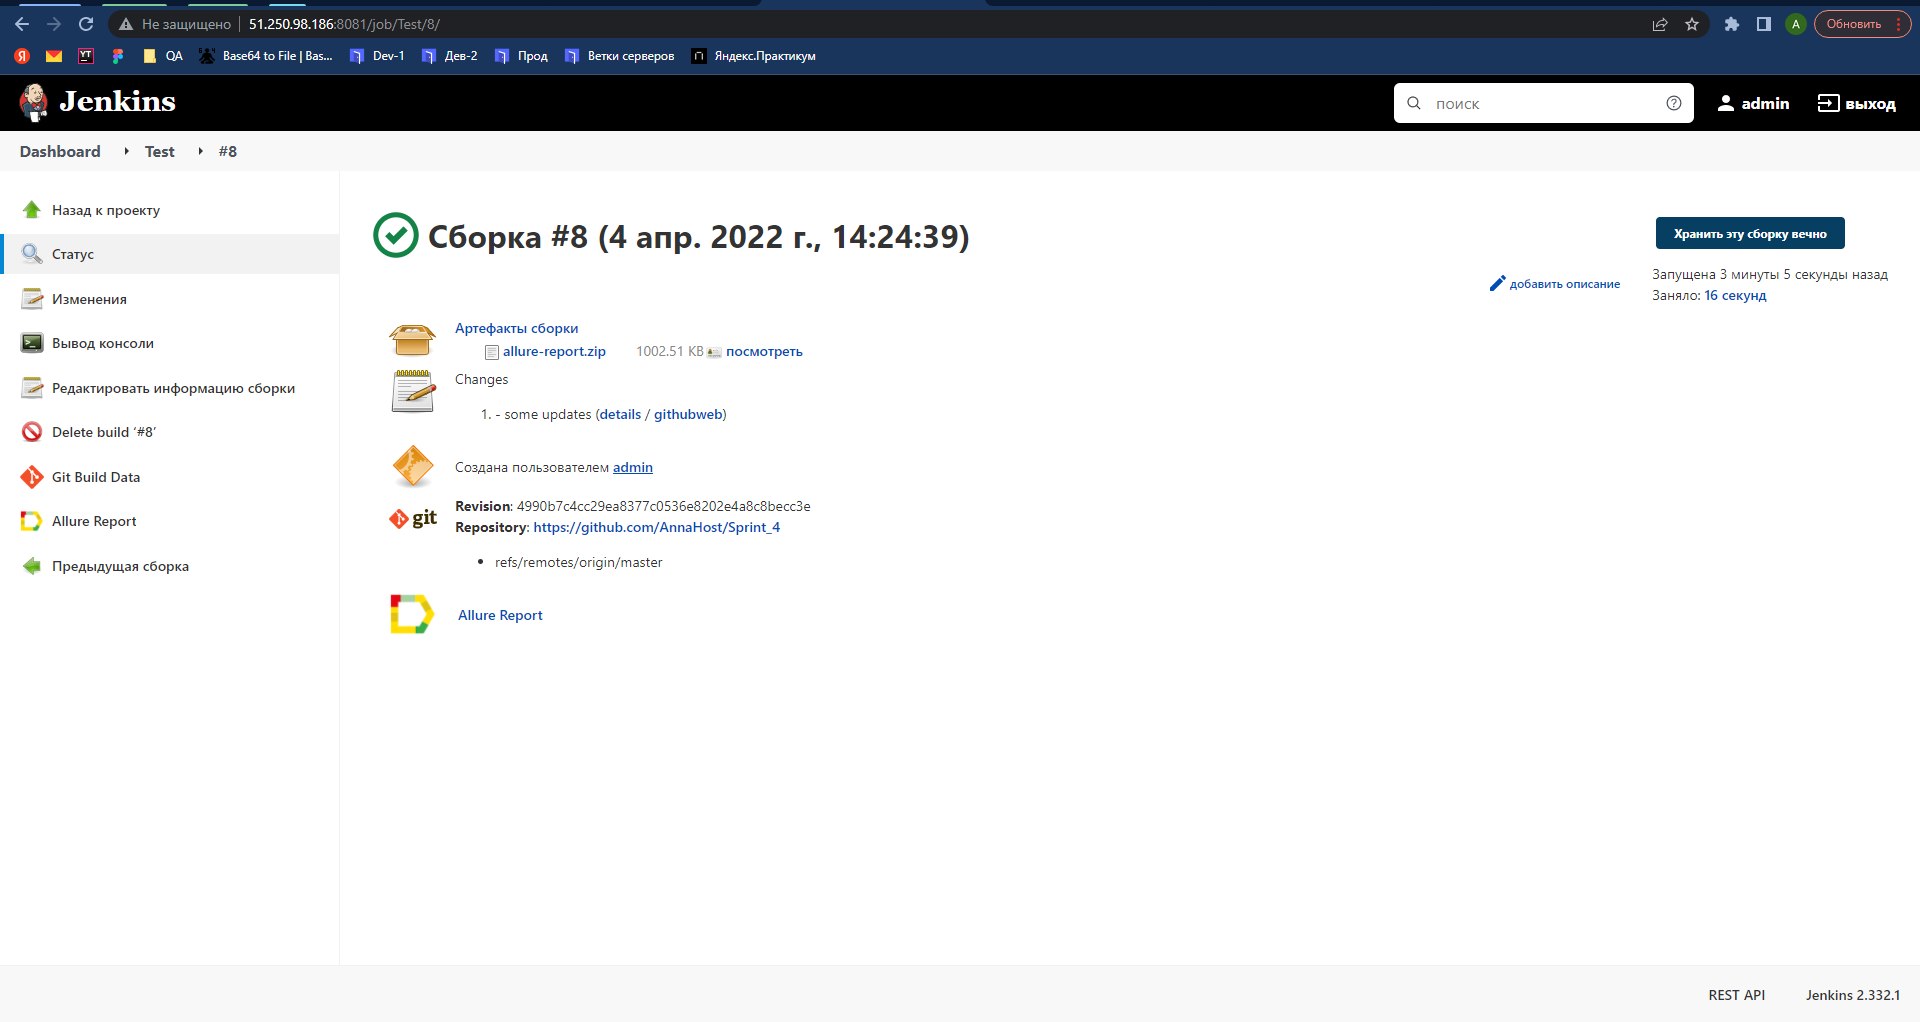 Не защищено 51.250.98.186:8081/job/Test/8/
A
Обновить
Я
YT
QA
Base64 to File | Bas...
Dev-1
Дев-2
Прод
Ветки серверов
Яндекс.Практикум
Jenkins
поиск
admin
выход
Dashboard
Test
#8
Назад к проекту
Статус
Изменения
Вывод консоли
Редактировать информацию сборки
Delete build ‘#8’
Git Build Data
Allure Report
Предыдущая сборка
Сборка #8 (4 апр. 2022 г., 14:24:39)
Хранить эту сборку вечно
добавить описание
Запущена 3 минуты 5 секунды назад
Заняло: 16 секунд
Артефакты сборки
allure-report.zip 1002.51 KB посмотреть
Changes
1. - some updates (details / githubweb)
Создана пользователем admin
git
Revision: 4990b7c4cc29ea8377c0536e8202e4a8c8becc3e
Repository: https://github.com/AnnaHost/Sprint_4
refs/remotes/origin/master
Allure Report
REST API
Jenkins 2.332.1